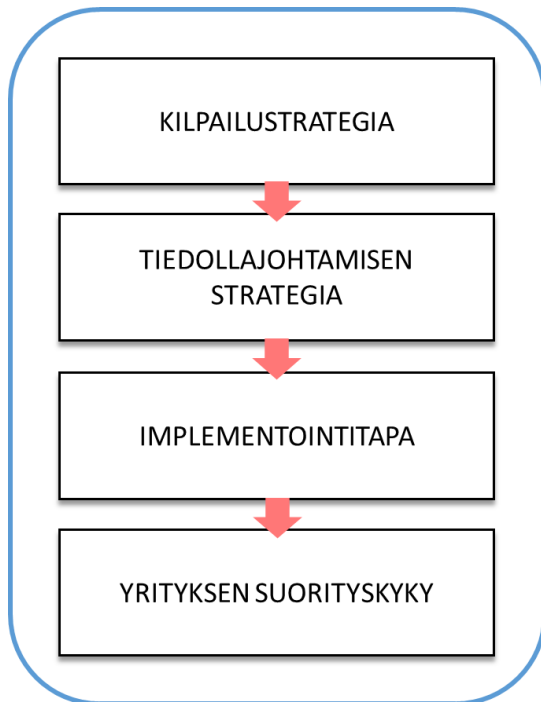 KILPAILUSTRATEGIA
TIEDOLLAJOHTAMISEN
STRATEGIA
IMPLEMENTOINTITAPA
YRITYKSEN SUORITYSKYKY